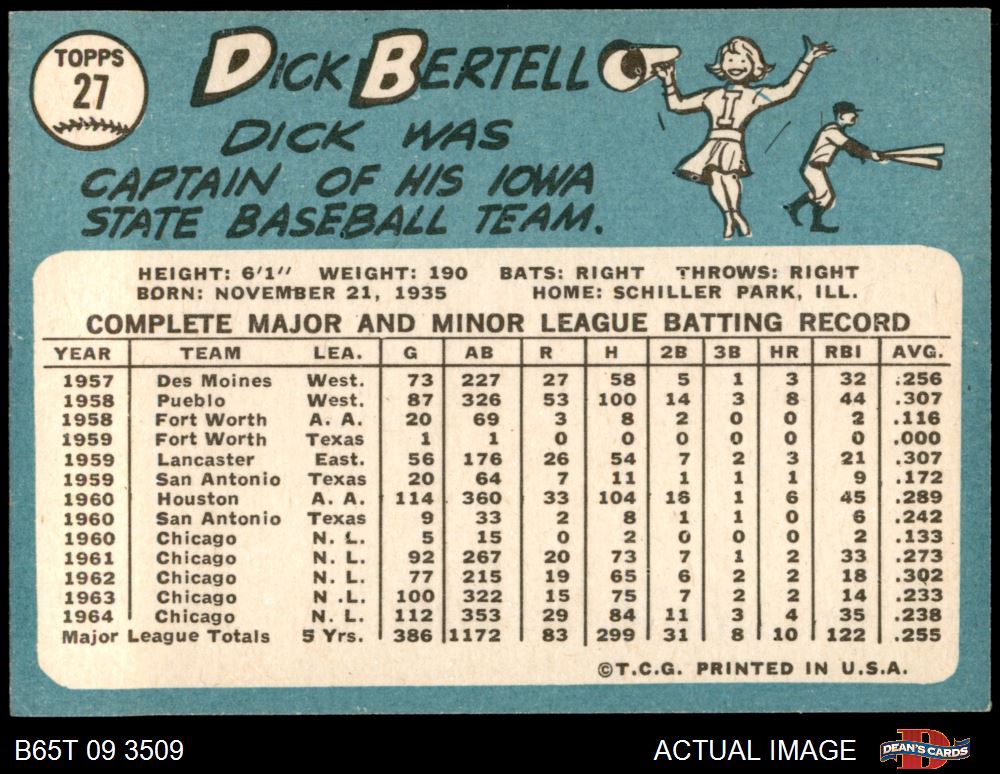 TOPPS
27
DICK BERTELL
DICK WAS
CAPTAIN OF HIS IOWA
STATE BASEBALL TEAM.
I
HEIGHT: 6'1" WEIGHT: 190 BATS: RIGHT THROWS: RIGHT
BORN: NOVEMBER 21, 1935 HOME: SCHILLER PARK, ILL.
COMPLETE MAJOR AND MINOR LEAGUE BATTING RECORD
YEAR TEAM LEA. G AB R H 2B 3B HR RBI AVG.
1957 Des Moines West. 73 227 27 58 5 1 3 32 .256
1958 Pueblo West. 87 326 53 100 14 3 8 44 .307
1958 Fort Worth A. A. 20 69 3 8 2 0 0 2 .116
1959 Fort Worth Texas 1 1 0 0 0 0 0 0 .000
1959 Lancaster East. 56 176 26 54 7 2 3 21 .307
1959 San Antonio Texas 20 64 7 11 1 1 1 9 .172
1960 Houston A. A. 114 360 33 104 16 1 6 45 .289
1960 San Antonio Texas 9 33 2 8 1 1 0 6 .242
1960 Chicago N. L. 5 15 0 2 0 0 0 2 .133
1961 Chicago N. L. 92 267 20 73 7 1 2 33 .273
1962 Chicago N. L. 77 215 19 65 6 2 2 18 .302
1963 Chicago N .L. 100 322 15 75 7 2 2 14 .233
1964 Chicago N. L. 112 353 29 84 11 3 4 35 .238
Major League Totals 5 Yrs. 386 1172 83 299 31 8 10 122 .255
©T.C.G. PRINTED IN U.S.A.
B65T 09 3509 ACTUAL IMAGE DEAN'S CARDS